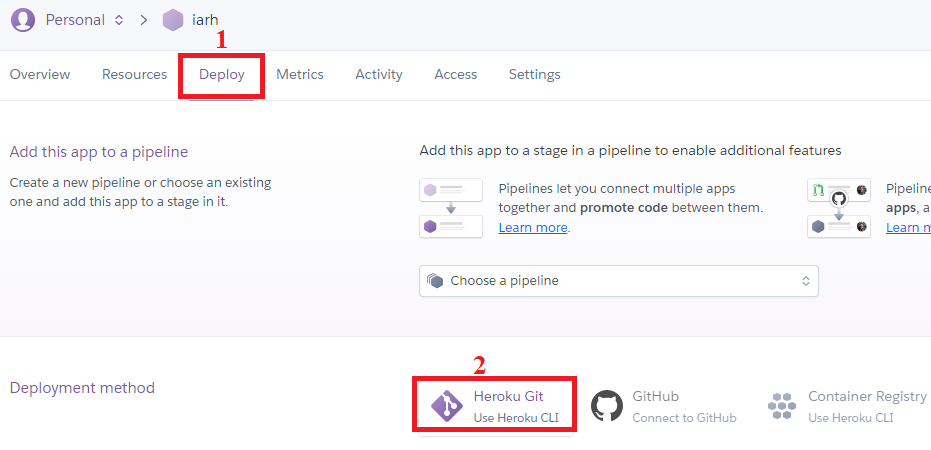 Personal iarh
1
Overview Resources Deploy Metrics Activity Access Settings
Add this app to a pipeline
Create a new pipeline or choose an existing
one and add this app to a stage in it.
Add this app to a stage in a pipeline to enable additional features
Pipelines let you connect multiple apps
together and promote code between them.
Learn more.
Pipeline
apps, a
Learn m
Choose a pipeline
2
Deployment method
Heroku Git
Use Heroku CLI
GitHub
Connect to GitHub
Container Registry
Use Heroku CLI